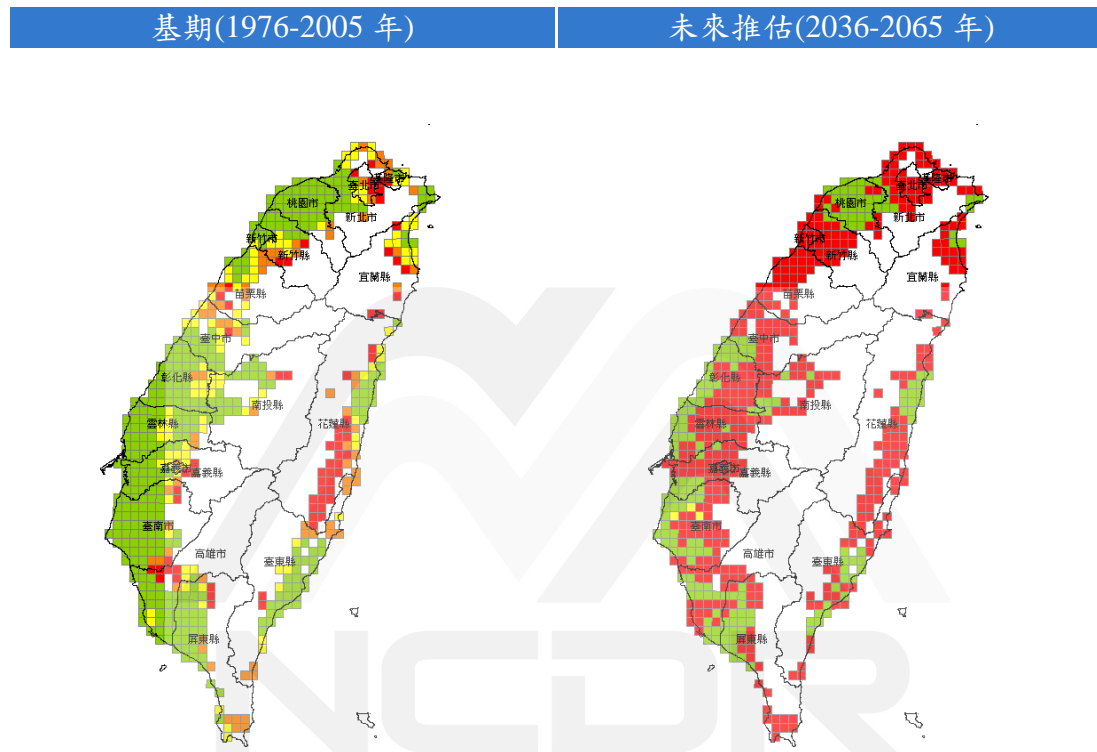 基期(1976-2005 年)
未來推估(2036-2065 年)
臺北市
基隆市
桃園市
新北市
新竹市
新竹縣
宜蘭縣
苗栗縣
臺中市
彰化縣
南投縣
雲林縣
花蓮縣
嘉義市
嘉義縣
臺南市
高雄市
臺東縣
屏東縣
臺北市
基隆市
桃園市
新北市
新竹市
新竹縣
宜蘭縣
苗栗縣
臺中市
彰化縣
南投縣
雲林縣
花蓮縣
嘉義市
嘉義縣
臺南市
高雄市
臺東縣
屏東縣
NCDR